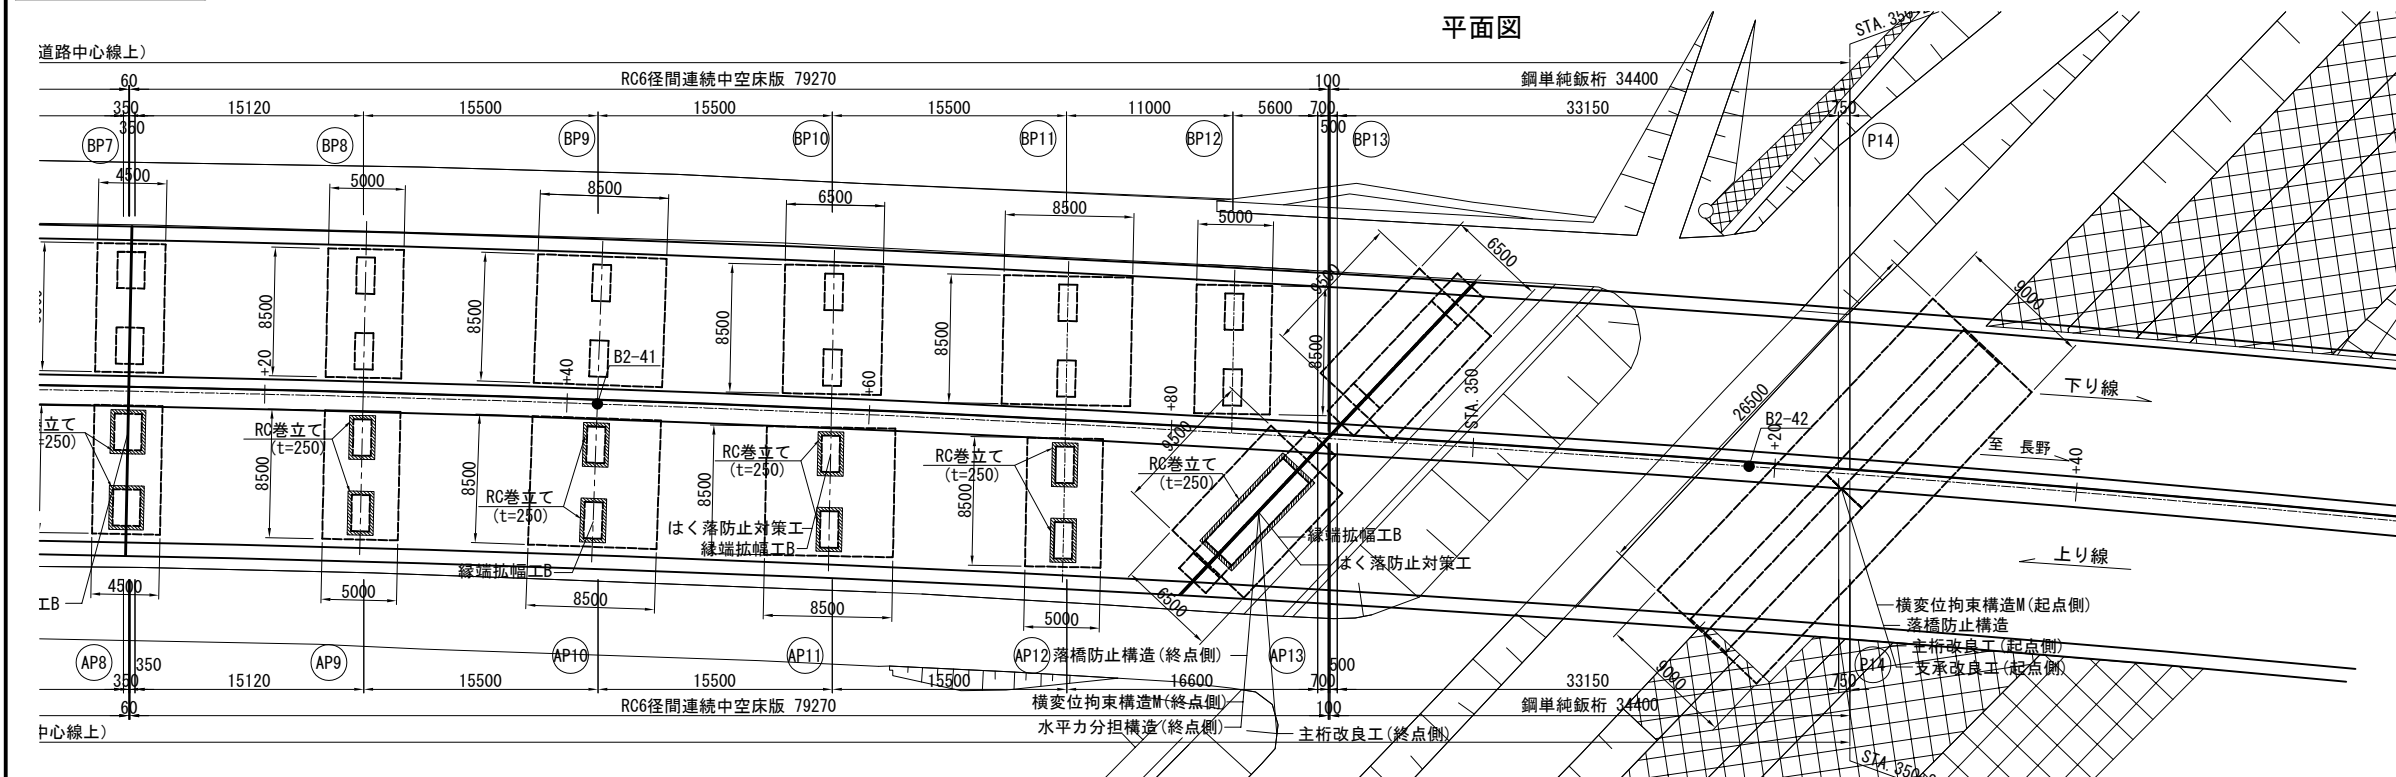 平面図
道路中心線上)
STA. 350
60
RC6径間連続中空床版 79270
100
鋼単純鈑桁 34400
350
15120
15500
15500
15500
11000
5600
700
33150
750
350
500
BP7
BP8
BP9
BP10
BP11
BP12
BP13
P14
4500
5000
8500
6500
8500
5000
6500
9500
9000
8500
8500
8500
8500
8500
+20
+40
B2-41
+60
+80
STA. 350
26500
B2-42
+20
+40
下り線
至 長野
上り線
立て
=250)
RC巻立て
(t=250)
RC巻立て
(t=250)
RC巻立て
(t=250)
RC巻立て
(t=250)
RC巻立て
(t=250)
9500
8500
8500
8500
8500
はく落防止対策工
縁端拡幅工B
縁端拡幅工B
縁端拡幅工B
はく落防止対策工
工B
4500
5000
8500
8500
5000
6500
9000
横変位拘束構造M(起点側)
落橋防止構造
主桁改良工(起点側)
支承改良工(起点側)
AP8
AP9
AP10
AP11
AP12
AP13
P14
落橋防止構造(終点側)
350
500
350
15120
15500
15500
15500
16600
700
33150
750
横変位拘束構造M(終点側)
水平力分担構造(終点側)
主桁改良工(終点側)
60
RC6径間連続中空床版 79270
100
鋼単純鈑桁 34400
中心線上)
STA. 350